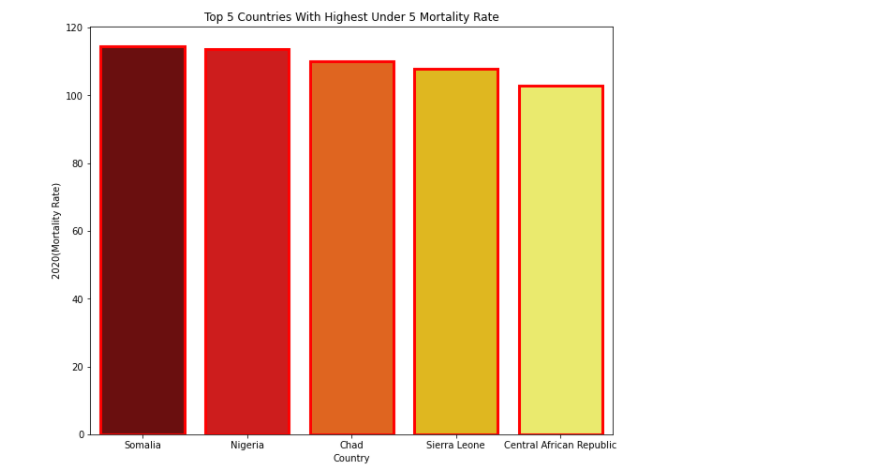 Top 5 Countries With Highest Under 5 Mortality Rate
120
100
80
60
40
20
0
2020(Mortality Rate)
Somalia Nigeria Chad Sierra Leone Central African Republic
Country